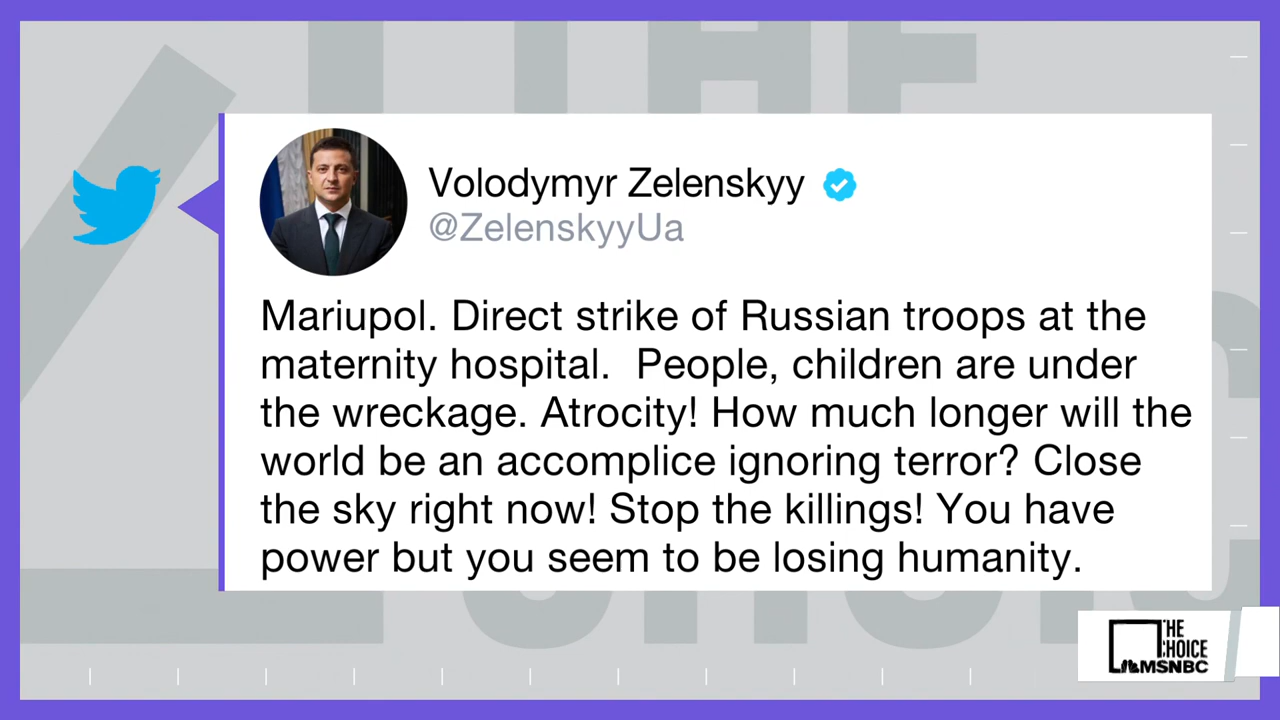 Volodymyr Zelenskyy
@ZelenskyyUa
Mariupol. Direct strike of Russian troops at the
maternity hospital.  People, children are under
the wreckage. Atrocity! How much longer will the
world be an accomplice ignoring terror? Close
the sky right now! Stop the killings! You have
power but you seem to be losing humanity.
THE
CHOICE
MSNBC